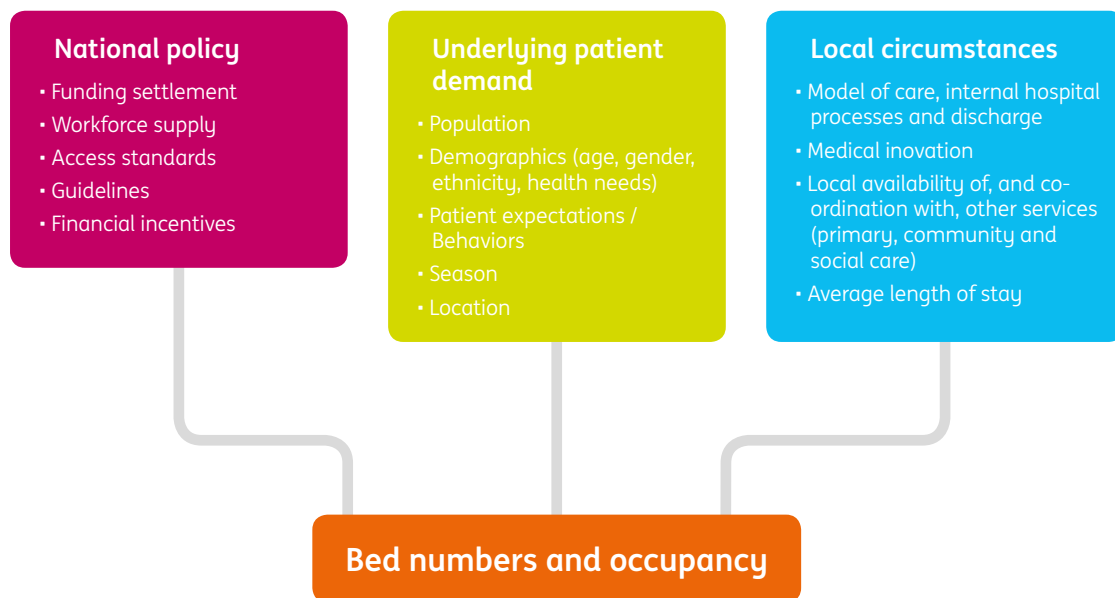 National policy
• Funding settlement
• Workforce supply
• Access standards
• Guidelines
• Financial incentives
Underlying patient
demand
• Population
• Demographics (age, gender,
ethnicity, health needs)
• Patient expectations /
Behaviors
• Season
• Location
Local circumstances
• Model of care, internal hospital
processes and discharge
• Medical inovation
• Local availability of, and co-
ordination with, other services
(primary, community and
social care)
• Average length of stay
Bed numbers and occupancy